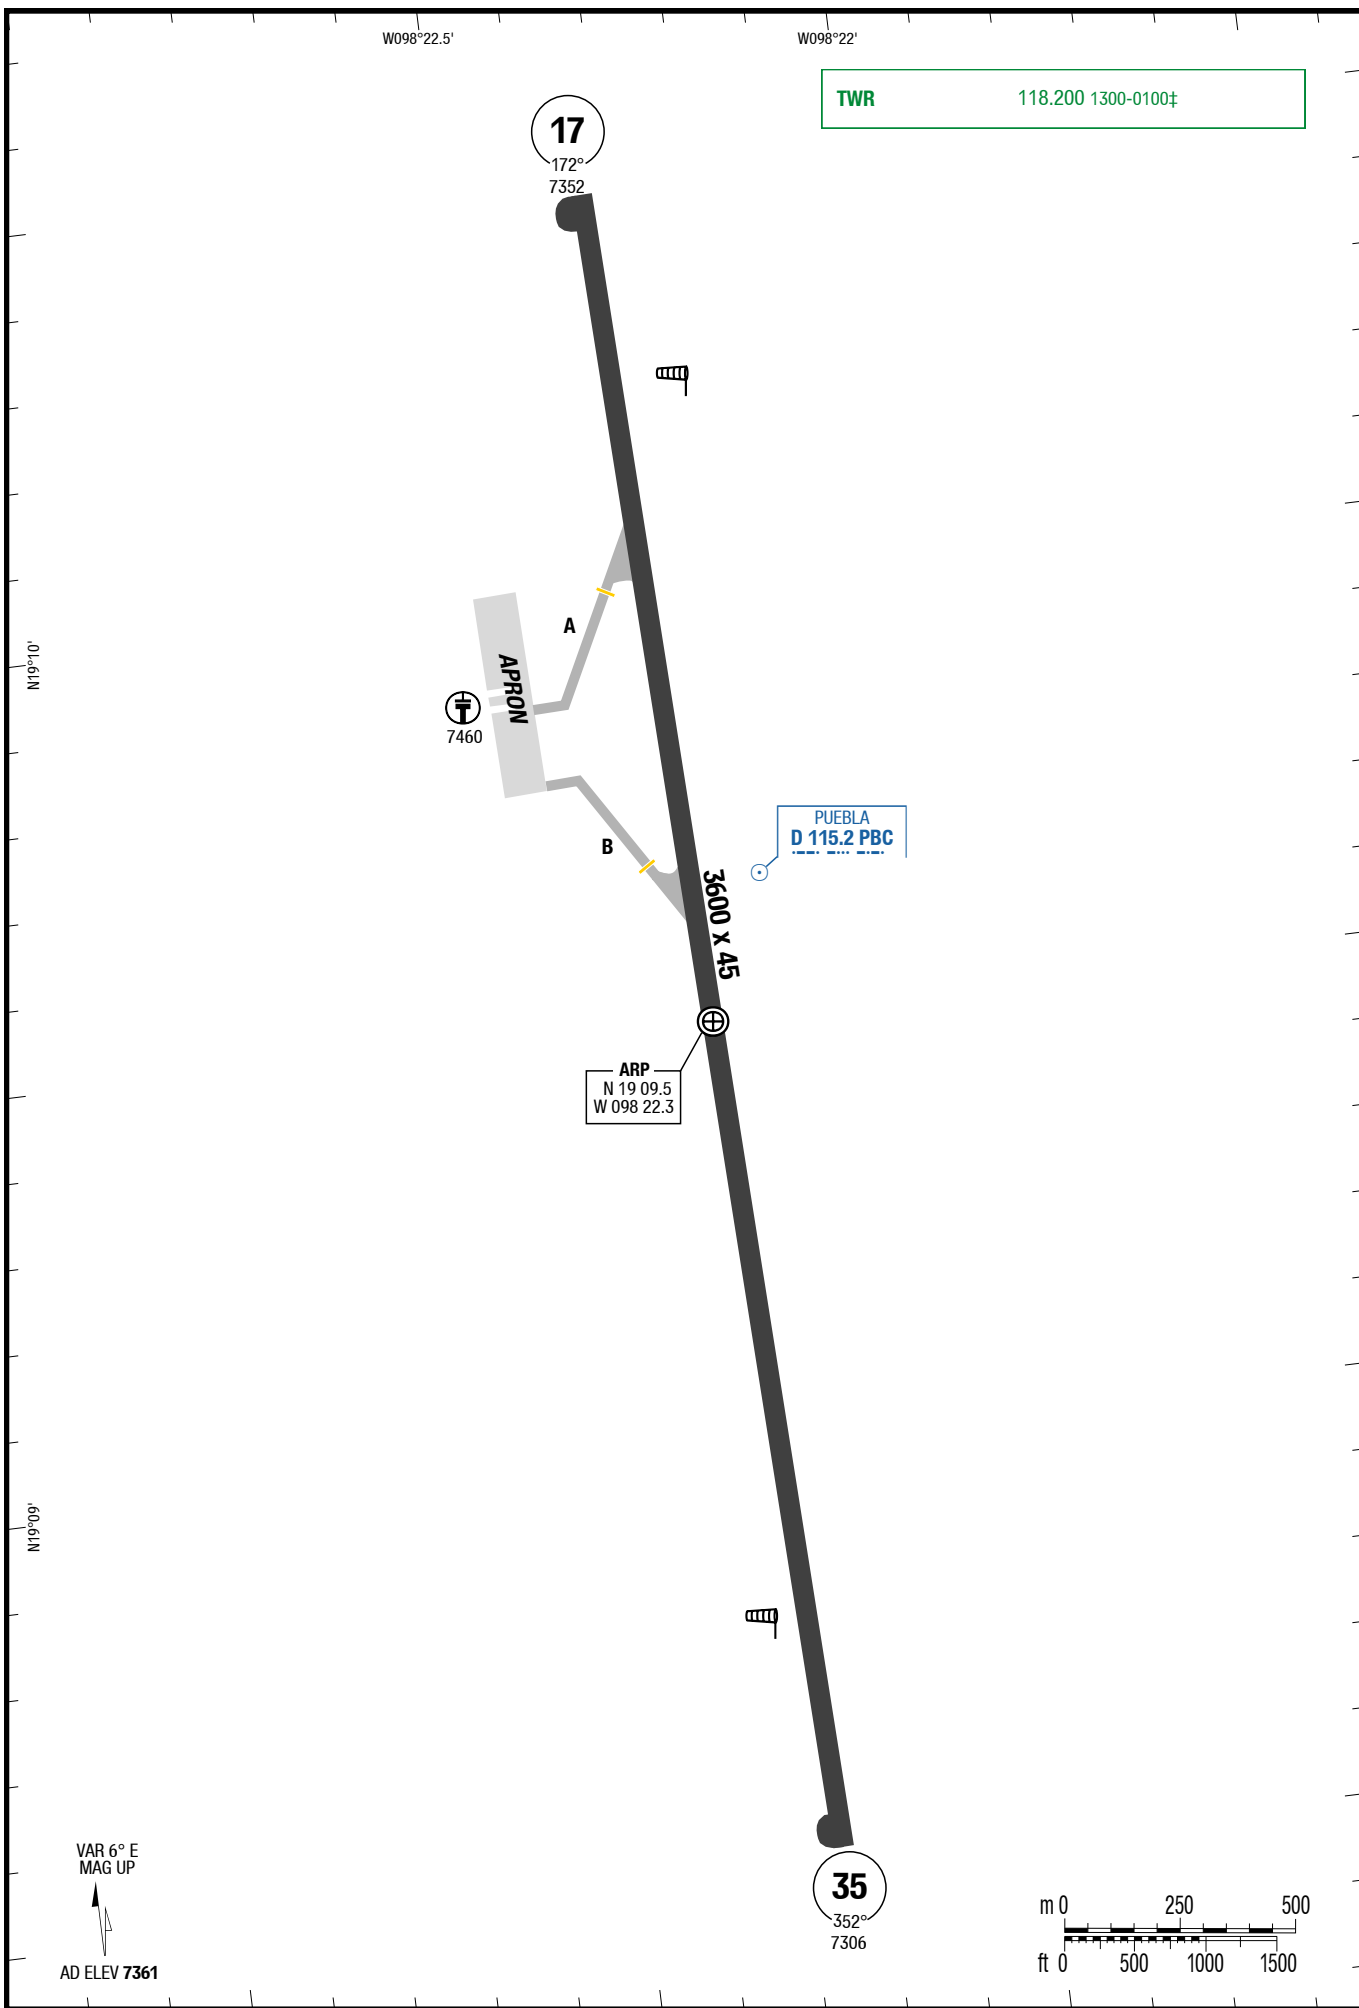 W098°22.5'
W098°22'
TWR 118.200 1300-0100‡
17
172°
7352
N19°10'
A
APRON
7460
B
PUEBLA
D 115.2 PBC
3600 x 45
ARP
N 19 09.5
W 098 22.3
N19°09'
VAR 6° E
MAG UP
AD ELEV 7361
35
352°
7306
m 0 250 500
ft 0 500 1000 1500